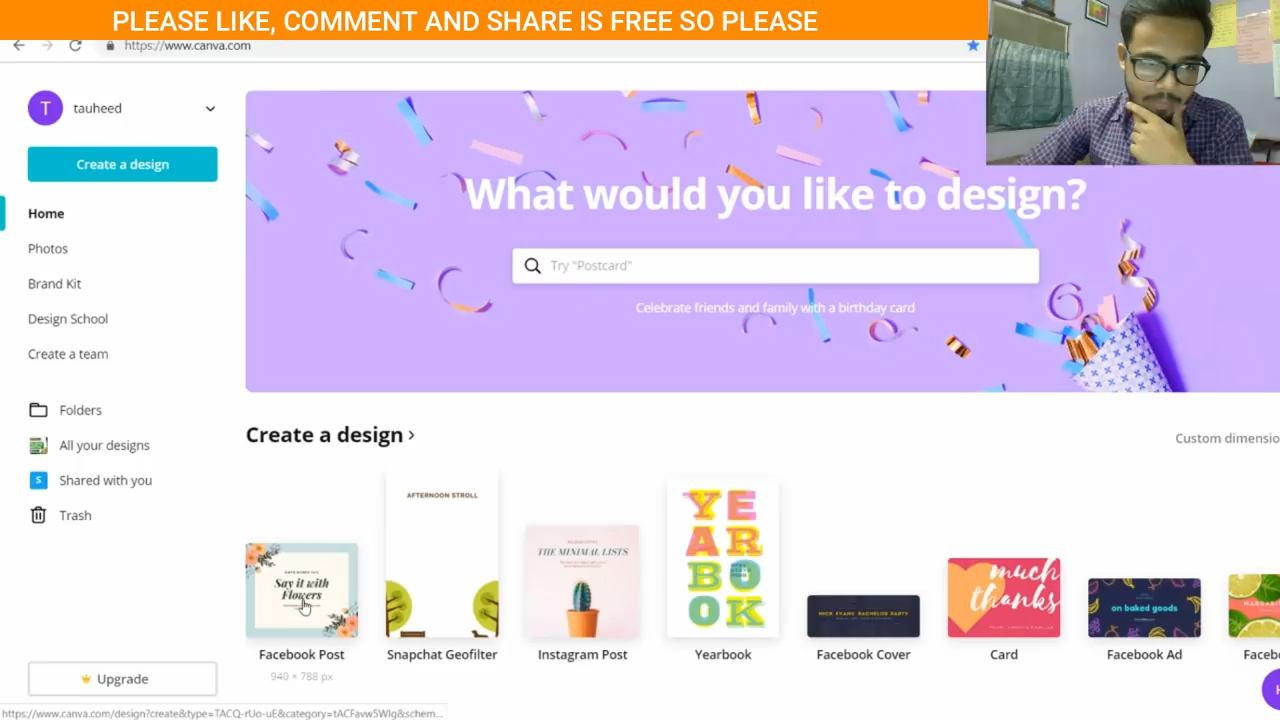 PLEASE LIKE, COMMENT AND SHARE IS FREE SO PLEASE
https://www.canva.com
T
tauheed
Create a design
What would you like to design?
Home
Try "Postcard"
Photos
Brand Kit
Celebrate friends and family with a birthday card
Design School
Create a team
Folders
Create a design ›
Custom dimensio
All your designs
S
Shared with you
Trash
AFTERNOON STROLL
THE MINIMAL LISTS
YE
AR
BO
OK
Say it with
Flowers
NICK EVANS BACHELOR PARTY
much
thanks
on baked goods
Facebook Post
Snapchat Geofilter
Instagram Post
Yearbook
Facebook Cover
Card
Facebook Ad
Facebo
940 × 788 px
Upgrade
https://www.canva.com/design?create&type=TACQ-rUo-uE&category=tACFavw5WIg&schem...